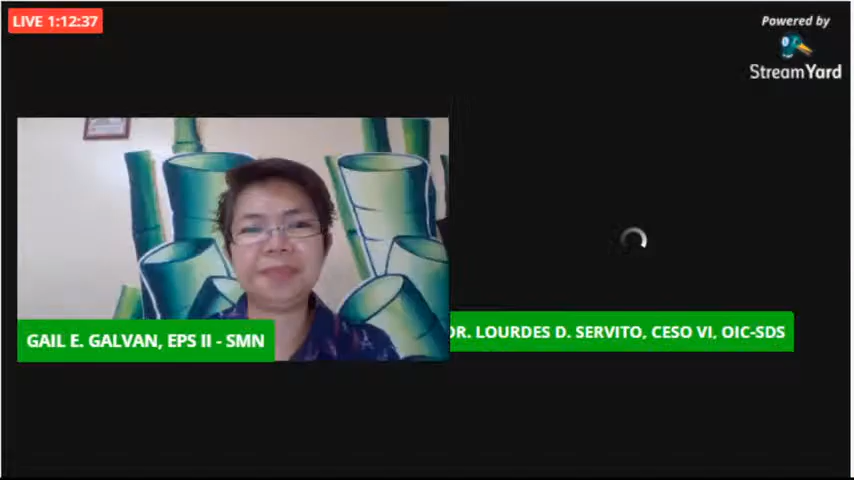 LIVE 1:12:37
Powered by
StreamYard
GAIL E. GALVAN, EPS II - SMN
DR. LOURDES D. SERVITO, CESO VI, OIC-SDS